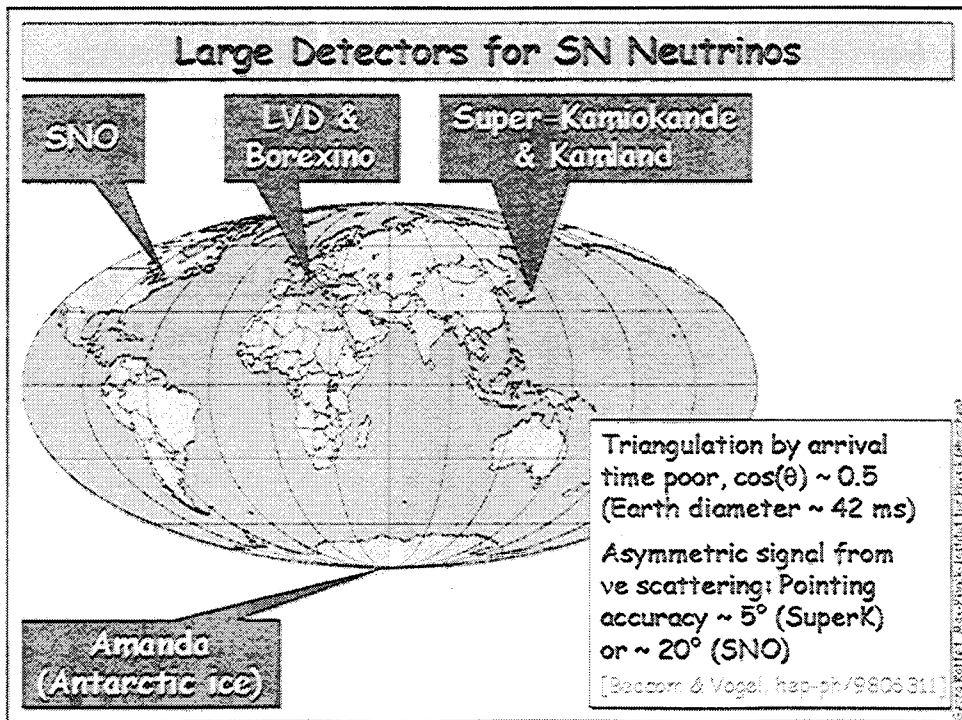 Large Detectors for SN Neutrinos
SNO
LVD &
Borexino
Super-Kamiokande
& Kamland
Amanda
(Antarctic ice)
Triangulation by arrival
time poor, cos(θ) ~ 0.5
(Earth diameter ~ 42 ms)
Asymmetric signal from
νe scattering: Pointing
accuracy ~ 5° (SuperK)
or ~ 20° (SNO)
[Beacom & Vogel, hep-ph/9806311]